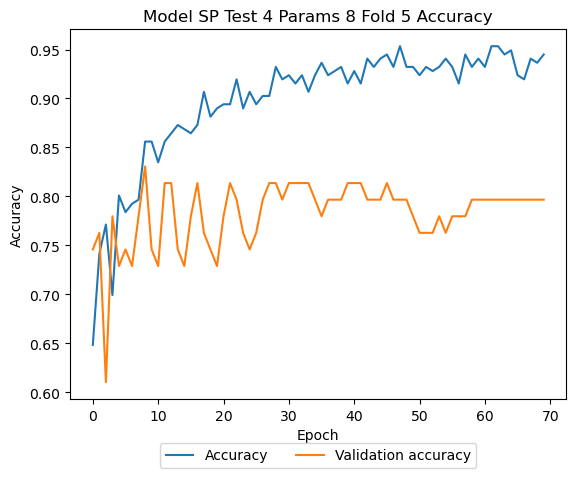 Model SP Test 4 Params 8 Fold 5 Accuracy
0.95
0.90
0.85
0.80
0.75
0.70
0.65
0.60
Accuracy
0 10 20 30 40 50 60 70
Epoch
Accuracy Validation accuracy